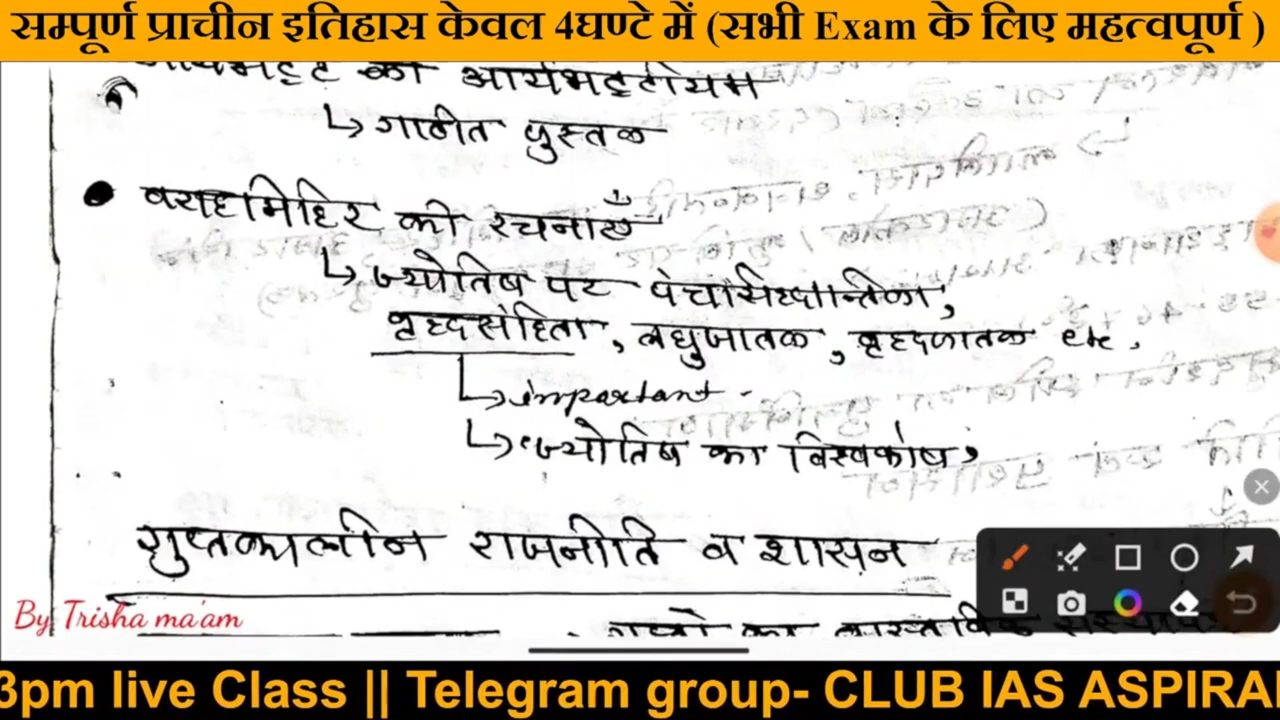 सम्पूर्ण प्राचीन इतिहास केवल 4घण्टे में (सभी Exam के लिए महत्वपूर्ण )
आर्यभट्ट की आर्यभट्टीयम
↳ गणित पुस्तक
● वराहमिहिर की रचनाएँ
↳ ज्योतिष पर पंचसिद्धान्तिका,
बृहदसंहिता, लघुजातक, बृहदजातक etc.
↳ important -
↳ ज्योतिष का विश्वकोष,
गुप्तकालीन राजनीति व शासन
का वास्तविक
By Trisha ma'am
3pm live Class || Telegram group- CLUB IAS ASPIRA